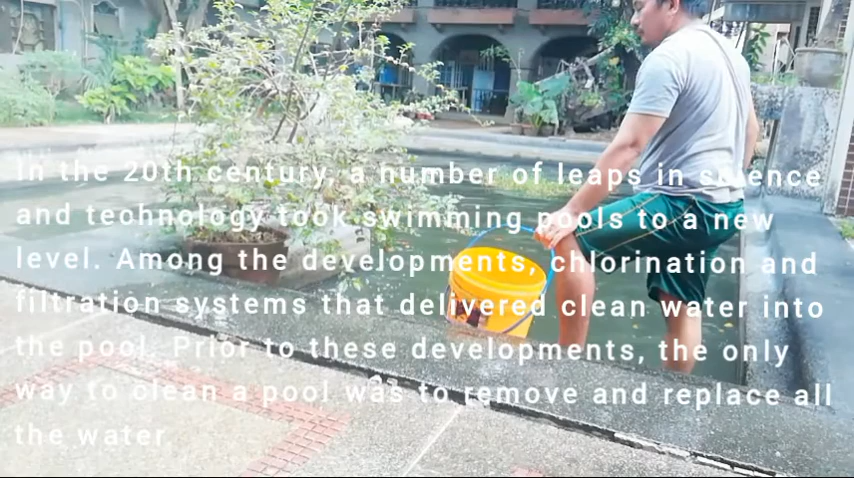 In the 20th century, a number of leaps, in science
and technology took swimming pools to a new
level. Among the developments, chlorination and
filtration systems that delivered clean water into
the pool. Prior to these developments, the only
way to clean a pool was to remove and replace all
the water